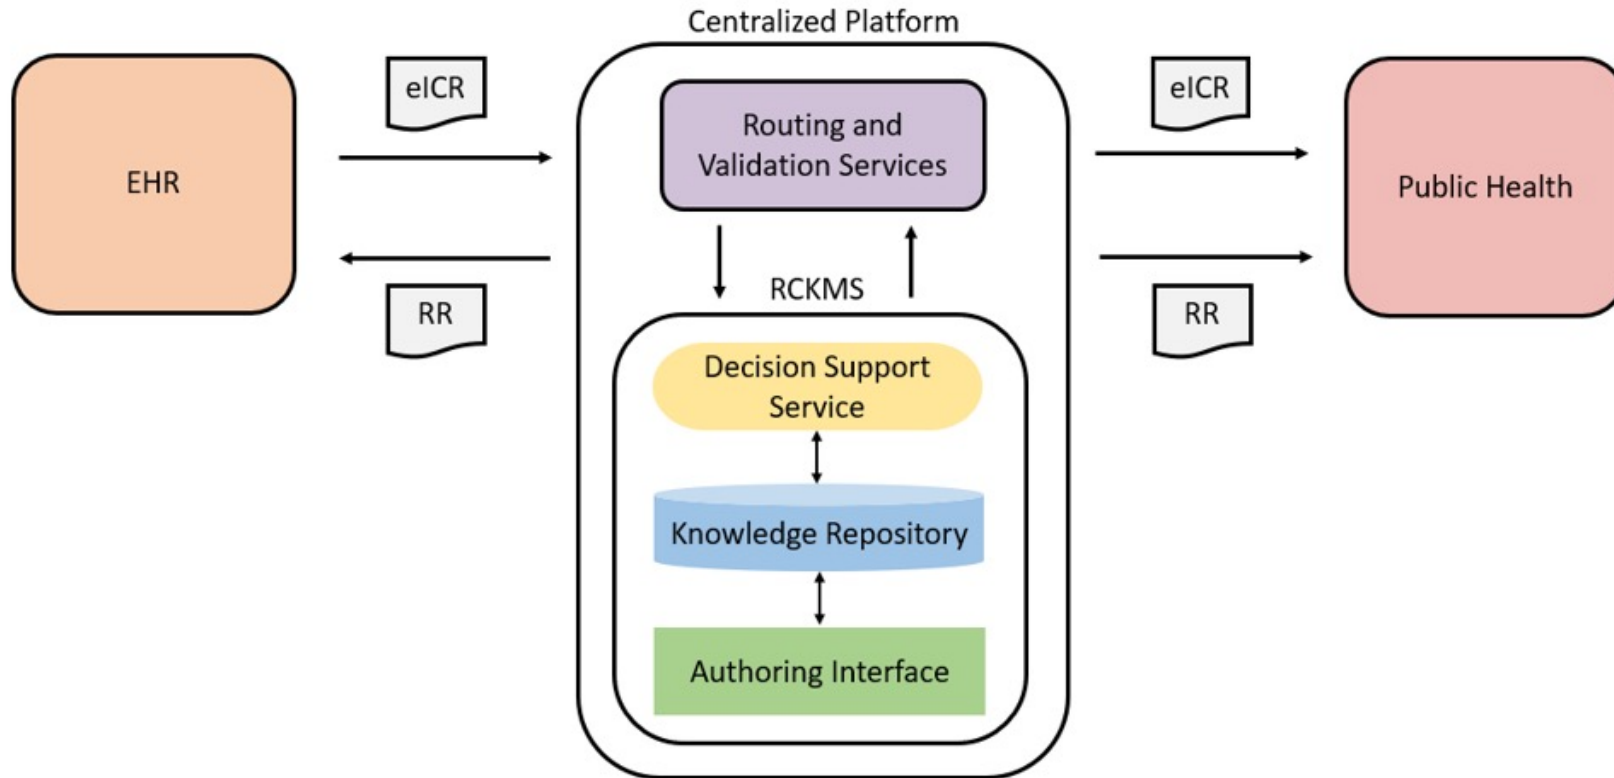 Centralized Platform
eICR
eICR
EHR
Routing and
Validation Services
Public Health
RCKMS
RR
RR
Decision Support
Service
Knowledge Repository
Authoring Interface